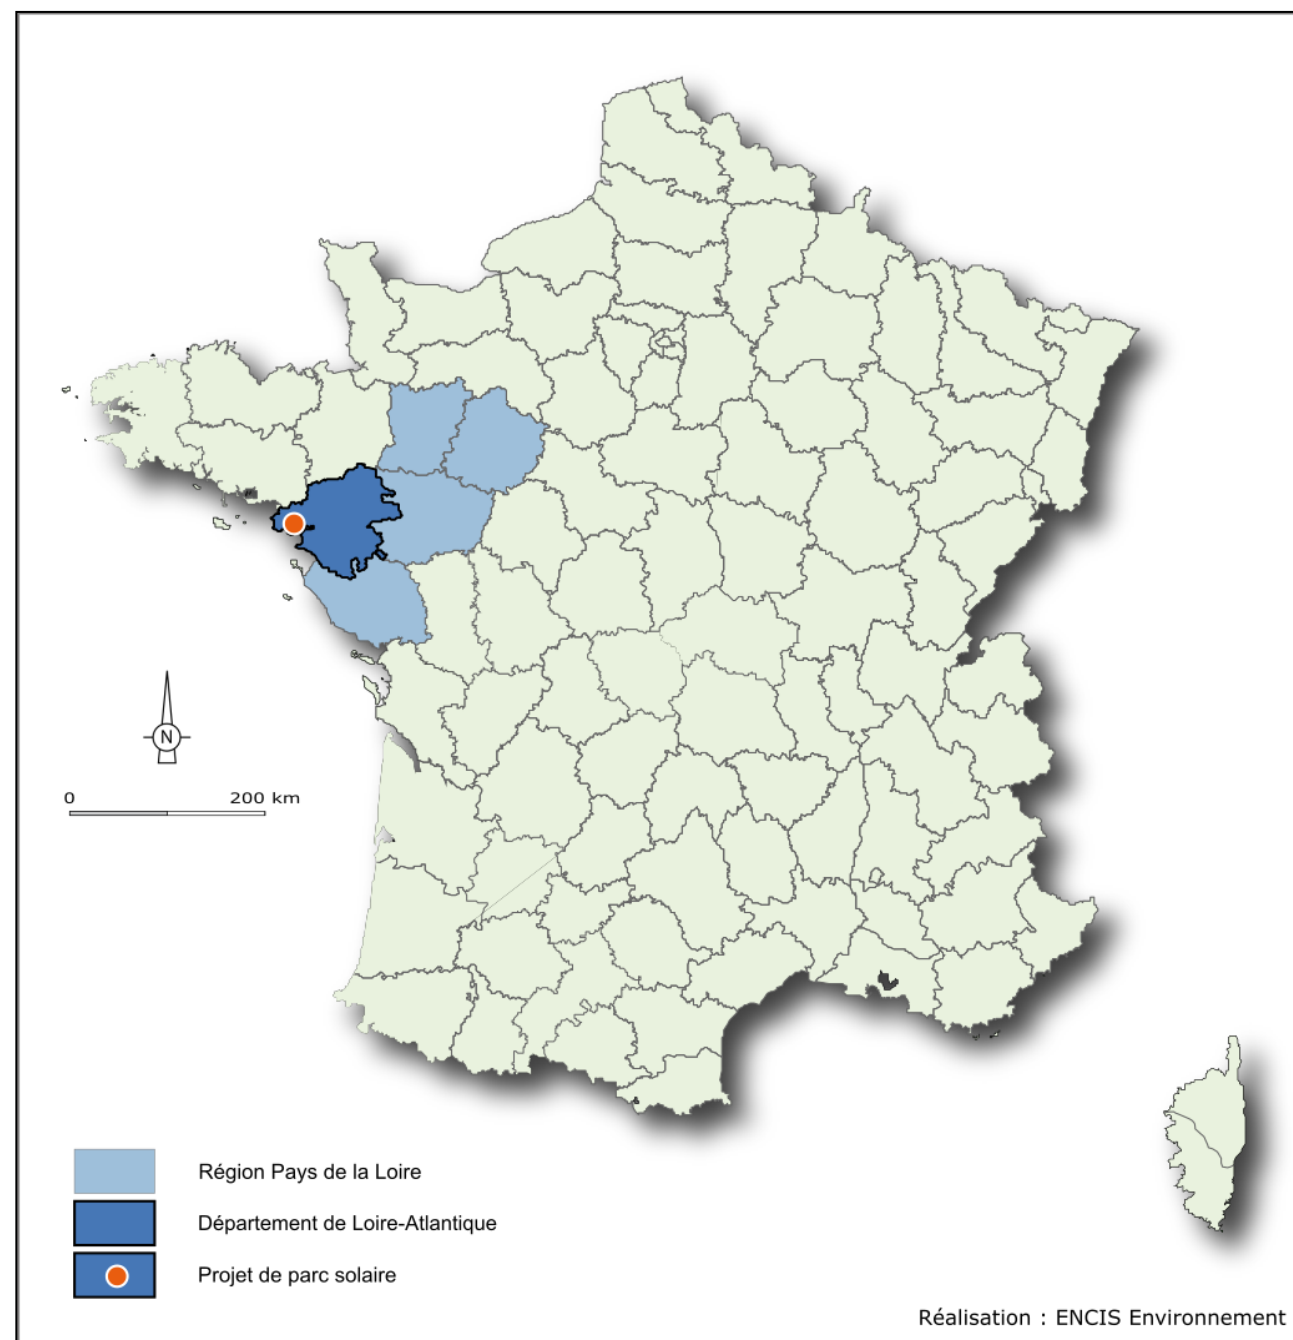 N
0 200 km
Région Pays de la Loire
Département de Loire-Atlantique
Projet de parc solaire
Réalisation : ENCIS Environnement